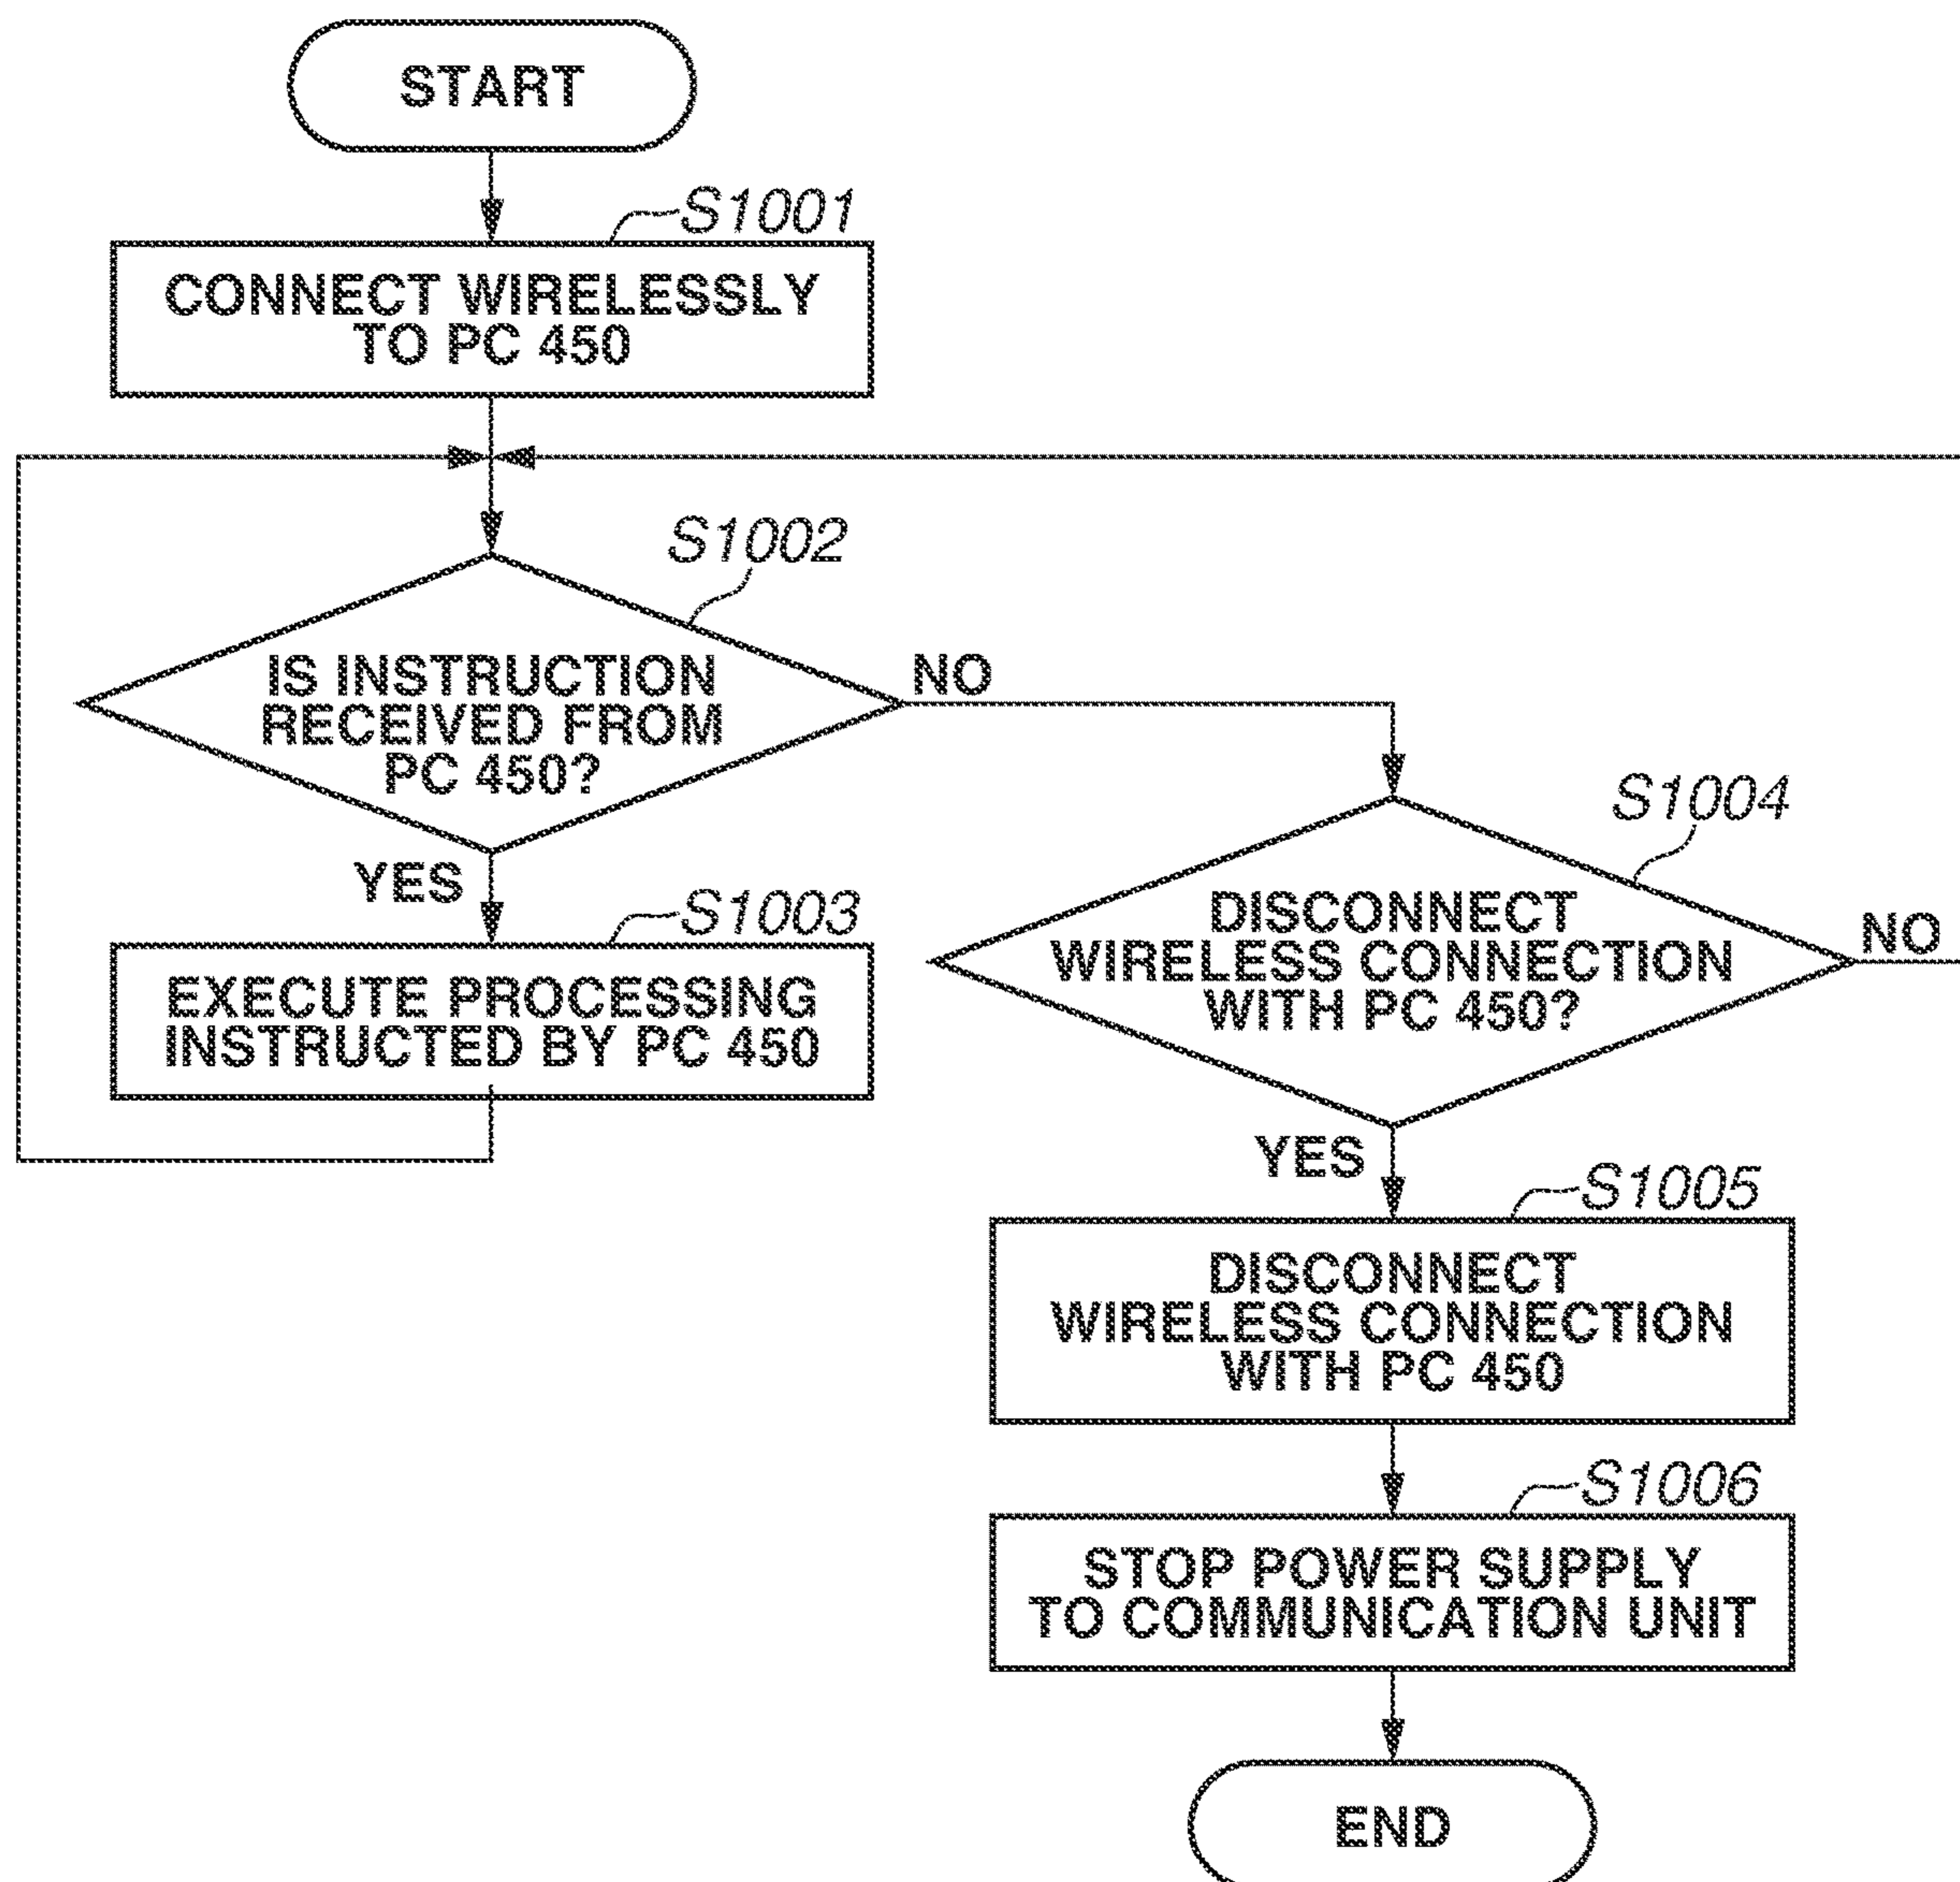 START
S1001
CONNECT WIRELESSLY
TO PC 450
S1002
IS INSTRUCTION
RECEIVED FROM
PC 450?
NO
YES
S1003
EXECUTE PROCESSING
INSTRUCTED BY PC 450
S1004
DISCONNECT
WIRELESS CONNECTION
WITH PC 450?
NO
YES
S1005
DISCONNECT
WIRELESS CONNECTION
WITH PC 450
S1006
STOP POWER SUPPLY
TO COMMUNICATION UNIT
END